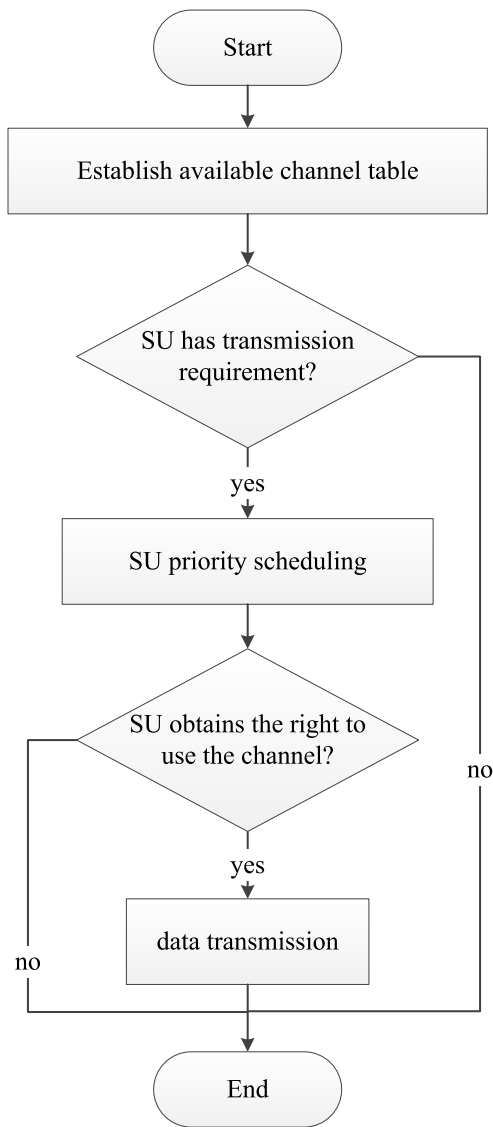 Start
Establish available channel table
SU has transmission
requirement?
yes
SU priority scheduling
SU obtains the right to
use the channel?
no
yes
data transmission
no
End